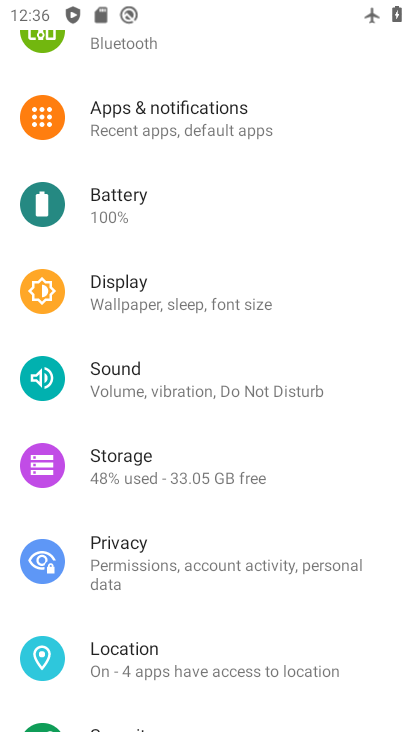 12:36
Bluetooth
Apps & notifications
Recent apps, default apps
Battery
100%
Display
Wallpaper, sleep, font size
Sound
Volume, vibration, Do Not Disturb
Storage
48% used - 33.05 GB free
Privacy
Permissions, account activity, personal
data
Location
On - 4 apps have access to location